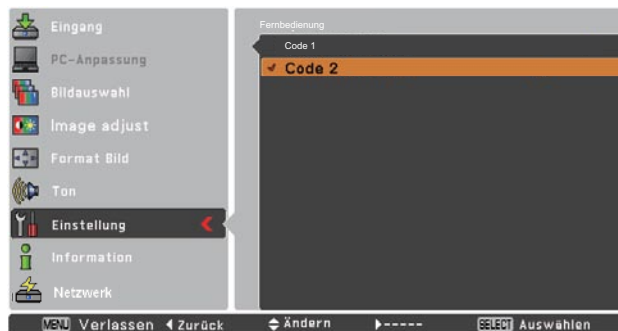 Eingang
PC-Anpassung
Bildauswahl
Image adjust
Format Bild
Ton
Einstellung
Information
Netzwerk
Fernbedienung
Code 1
Code 2
MENU Verlassen Zurück Ändern ----- SELECT Auswählen